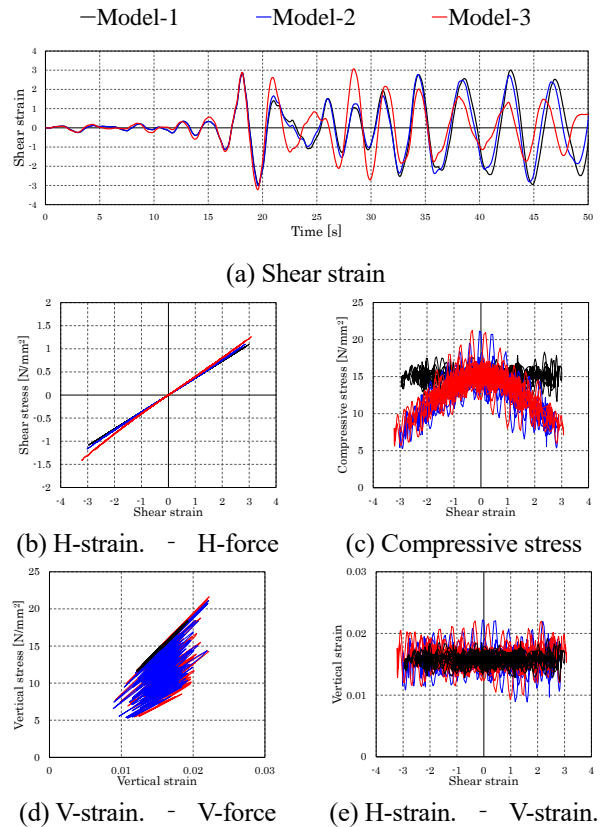 Model-1 Model-2 Model-3
4
3
2
1
0
-1
-2
-3
-4
Shear strain
0 5 10 15 20 25 30 35 40 45 50
Time [s]
(a) Shear strain
2
1.5
1
0.5
0
-0.5
-1
-1.5
-2
Shear stress [N/mm²]
-4 -3 -2 -1 0 1 2 3 4
Shear strain
(b) H-strain. - H-force
25
20
15
10
5
0
Compressive stress [N/mm²]
-4 -3 -2 -1 0 1 2 3 4
Shear strain
(c) Compressive stress
25
20
15
10
5
0
Vertical stress [N/mm²]
0 0.01 0.02 0.03
Vertical strain
(d) V-strain. - V-force
0.03
0.02
0.01
0
Vertical strain
-4 -3 -2 -1 0 1 2 3 4
Shear strain
(e) H-strain. - V-strain.